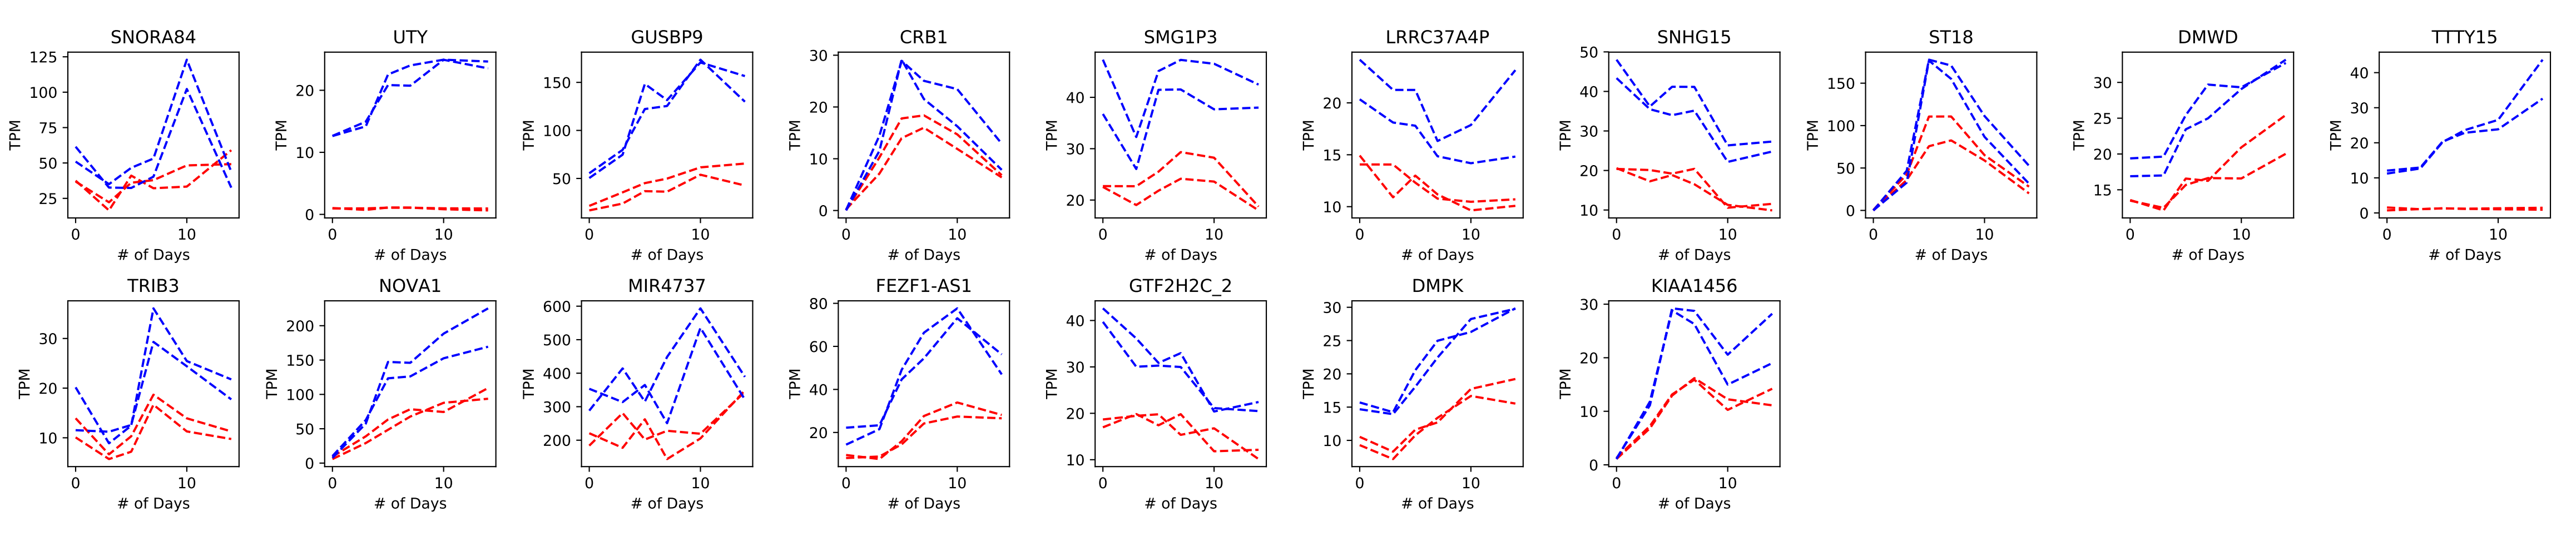 SNORA84 UTY GUSBP9 CRB1 SMG1P3 LRRC37A4P SNHG15 ST18 DMWD TTTY15
TPM 125 100 75 50 25 TPM 20 10 0 TPM 150 100 50 TPM 30 20 10 0 TPM 40 30 20 TPM 20 15 10 TPM 50 40 30 20 10 TPM 150 100 50 0 TPM 30 25 20 15 TPM 40 30 20 10 0
0 10 0 10 0 10 0 10 0 10 0 10 0 10 0 10 0 10 0 10
# of Days # of Days # of Days # of Days # of Days # of Days # of Days # of Days # of Days # of Days
TRIB3 NOVA1 MIR4737 FEZF1-AS1 GTF2H2C_2 DMPK KIAA1456
TPM 30 20 10 TPM 200 150 100 50 0 TPM 600 500 400 300 200 TPM 80 60 40 20 TPM 40 30 20 10 TPM 30 25 20 15 10 TPM 30 20 10 0
0 10 0 10 0 10 0 10 0 10 0 10 0 10
# of Days # of Days # of Days # of Days # of Days # of Days # of Days